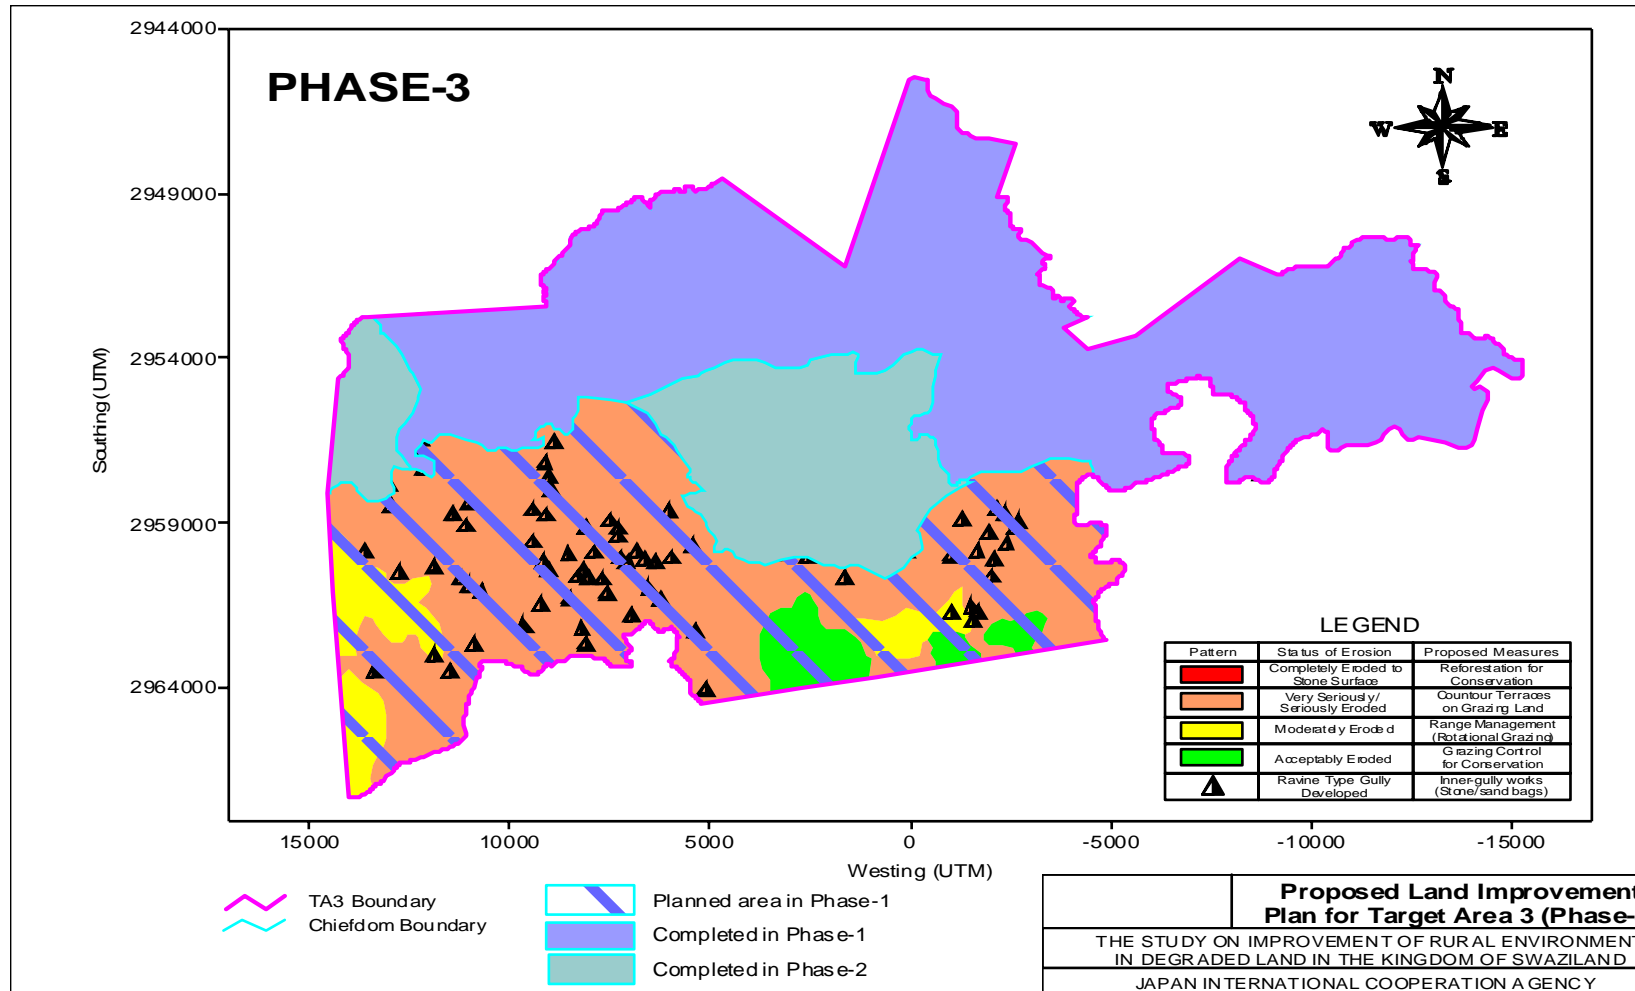 2944000
PHASE-3
N
W E
S
2949000
2954000
2959000
2964000
Southing (UTM)
15000 10000 5000 0 -5000 -10000 -15000
Westing (UTM)
LEGEND
Pattern Status of Erosion Proposed Measures
Completely Eroded to Stone Surface Reforestation for Conservation
Very Seriously/ Seriously Eroded Countour Terraces on Grazing Land
Moderately Eroded Range Management (Rotational Grazing)
Acceptably Eroded Grazing Control for Conservation
Ravine Type Gully Developed Inner-gully works (Stone/sand bags)
TA3 Boundary
Chiefdom Boundary
Planned area in Phase-1
Completed in Phase-1
Completed in Phase-2
Proposed Land Improvement
Plan for Target Area 3 (Phase-
THE STUDY ON IMPROVEMENT OF RURAL ENVIRONMENT
IN DEGRADED LAND IN THE KINGDOM OF SWAZILAND
JAPAN INTERNATIONAL COOPERATION AGENCY